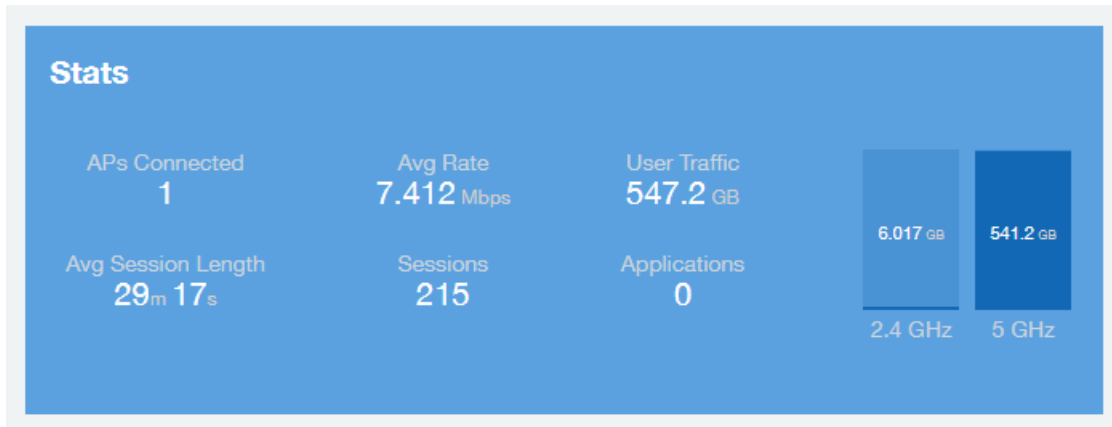 Stats
APs Connected
1
Avg Rate
7.412 Mbps
User Traffic
547.2 GB
Avg Session Length
29m 17s
Sessions
215
Applications
0
6.017 GB
2.4 GHz
541.2 GB
5 GHz